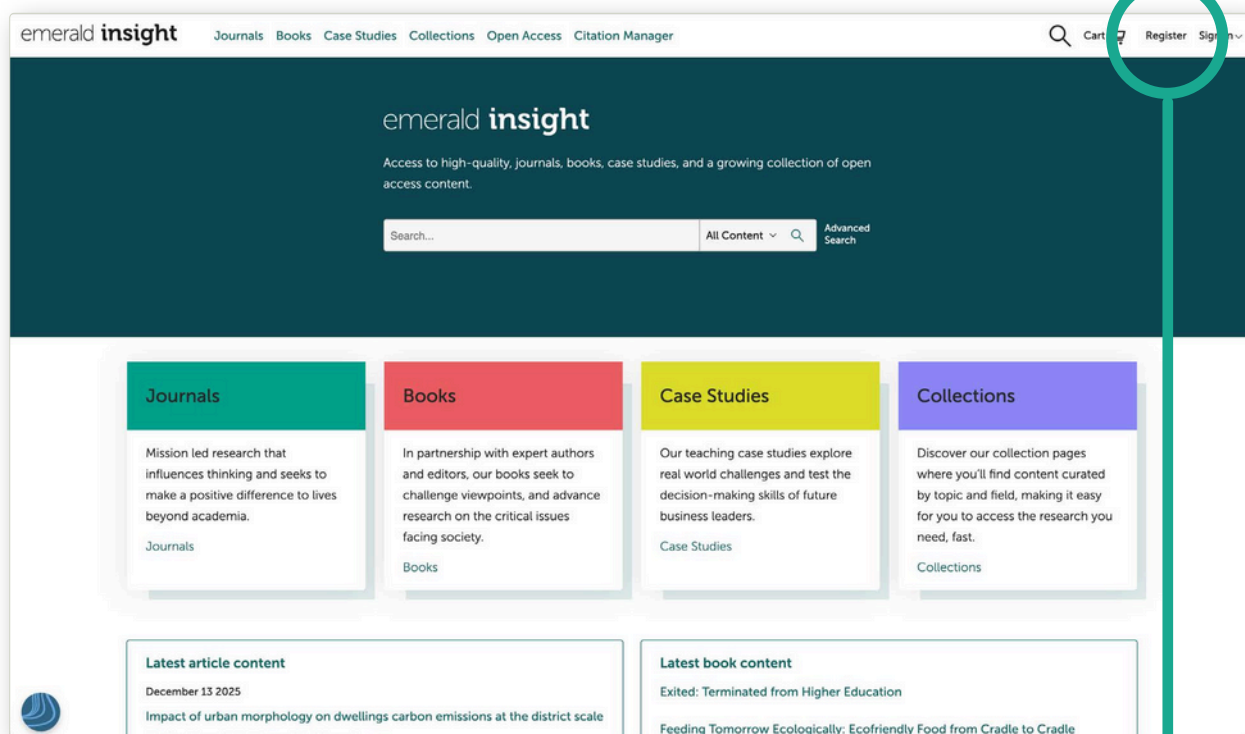 emerald insight
Journals Books Case Studies Collections Open Access Citation Manager
Cart
Register
emerald insight
Access to high-quality, journals, books, case studies, and a growing collection of open
access content.
Search...
All Content
Advanced
Search
Journals
Mission led research that
influences thinking and seeks to
make a positive difference to lives
beyond academia.
Journals
Books
In partnership with expert authors
and editors, our books seek to
challenge viewpoints, and advance
research on the critical issues
facing society.
Books
Case Studies
Our teaching case studies explore
real world challenges and test the
decision-making skills of future
business leaders.
Case Studies
Collections
Discover our collection pages
where you'll find content curated
by topic and field, making it easy
for you to access the research you
need, fast.
Collections
Latest article content
December 13 2025
Impact of urban morphology on dwellings carbon emissions at the district scale
Latest book content
Exited: Terminated from Higher Education
Feeding Tomorrow Ecologically: Ecofriendly Food from Cradle to Cradle